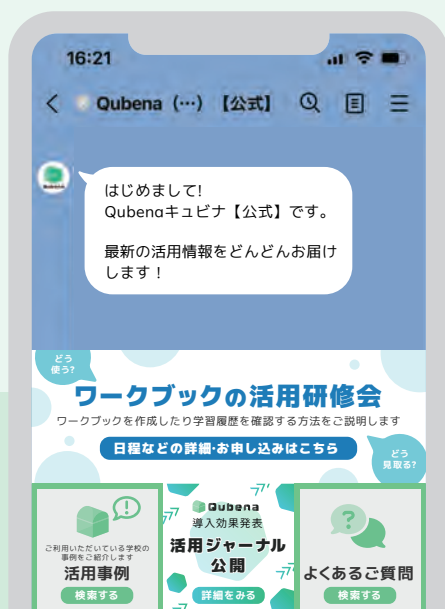 16:21
Qubena (…) 【公式】
Qubena
はじめまして!
Qubenaキュビナ【公式】です。
最新の活用情報をどんどんお届け
します！
どう
使う?
ワークブックの活用研修会
ワークブックを作成したり学習履歴を確認する方法をご説明します
日程などの詳細・お申し込みはこちら
どう
見取る?
ご利用いただいている学校の
事例をご紹介します
活用事例
検索する
Qubena
導入効果発表
活用ジャーナル
公開
詳細をみる
よくあるご質問
検索する